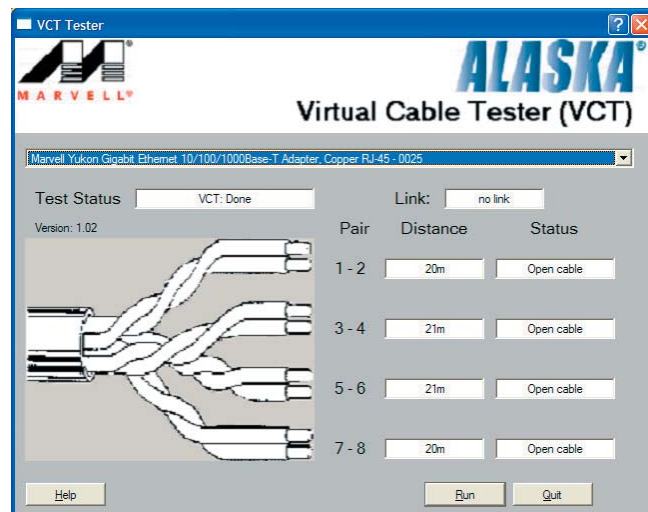 VCT Tester
MARVELL®
ALASKA®
Virtual Cable Tester (VCT)
Marvell Yukon Gigabit Ethernet 10/100/1000Base-T Adapter, Copper RJ-45 - 0025
Test Status VCT: Done Link: no link
Version: 1.02 Pair Distance Status
1 - 2 20m Open cable
3 - 4 21m Open cable
5 - 6 21m Open cable
7 - 8 20m Open cable
Help Run Quit